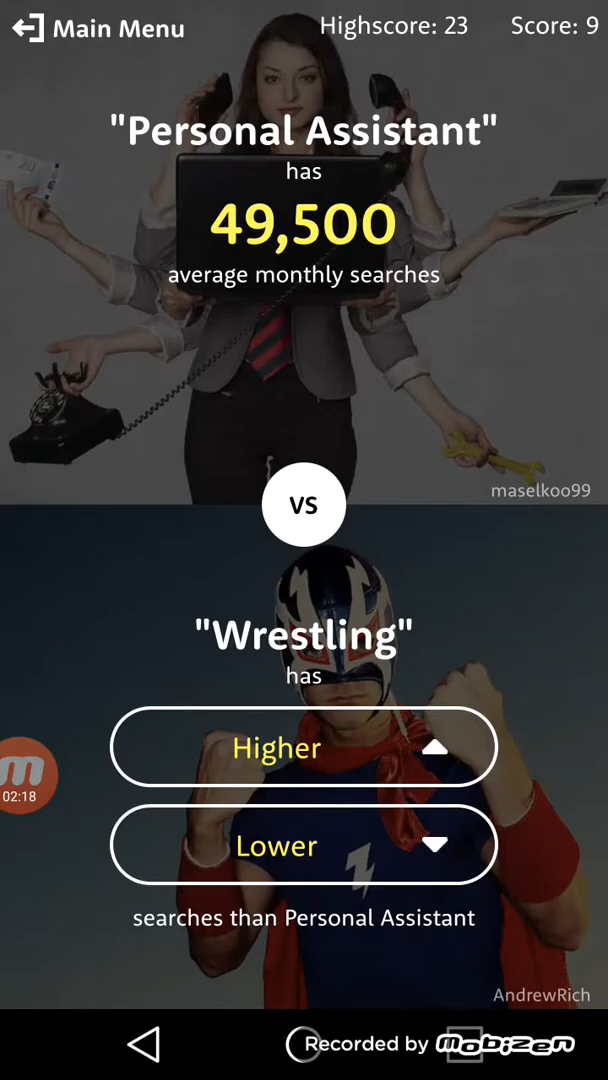 Main Menu
Highscore: 23
Score: 9
"Personal Assistant"
has
49,500
average monthly searches
maselkoo99
VS
"Wrestling"
has
Higher
m
02:18
Lower
searches than Personal Assistant
AndrewRich
Recorded by mobizen